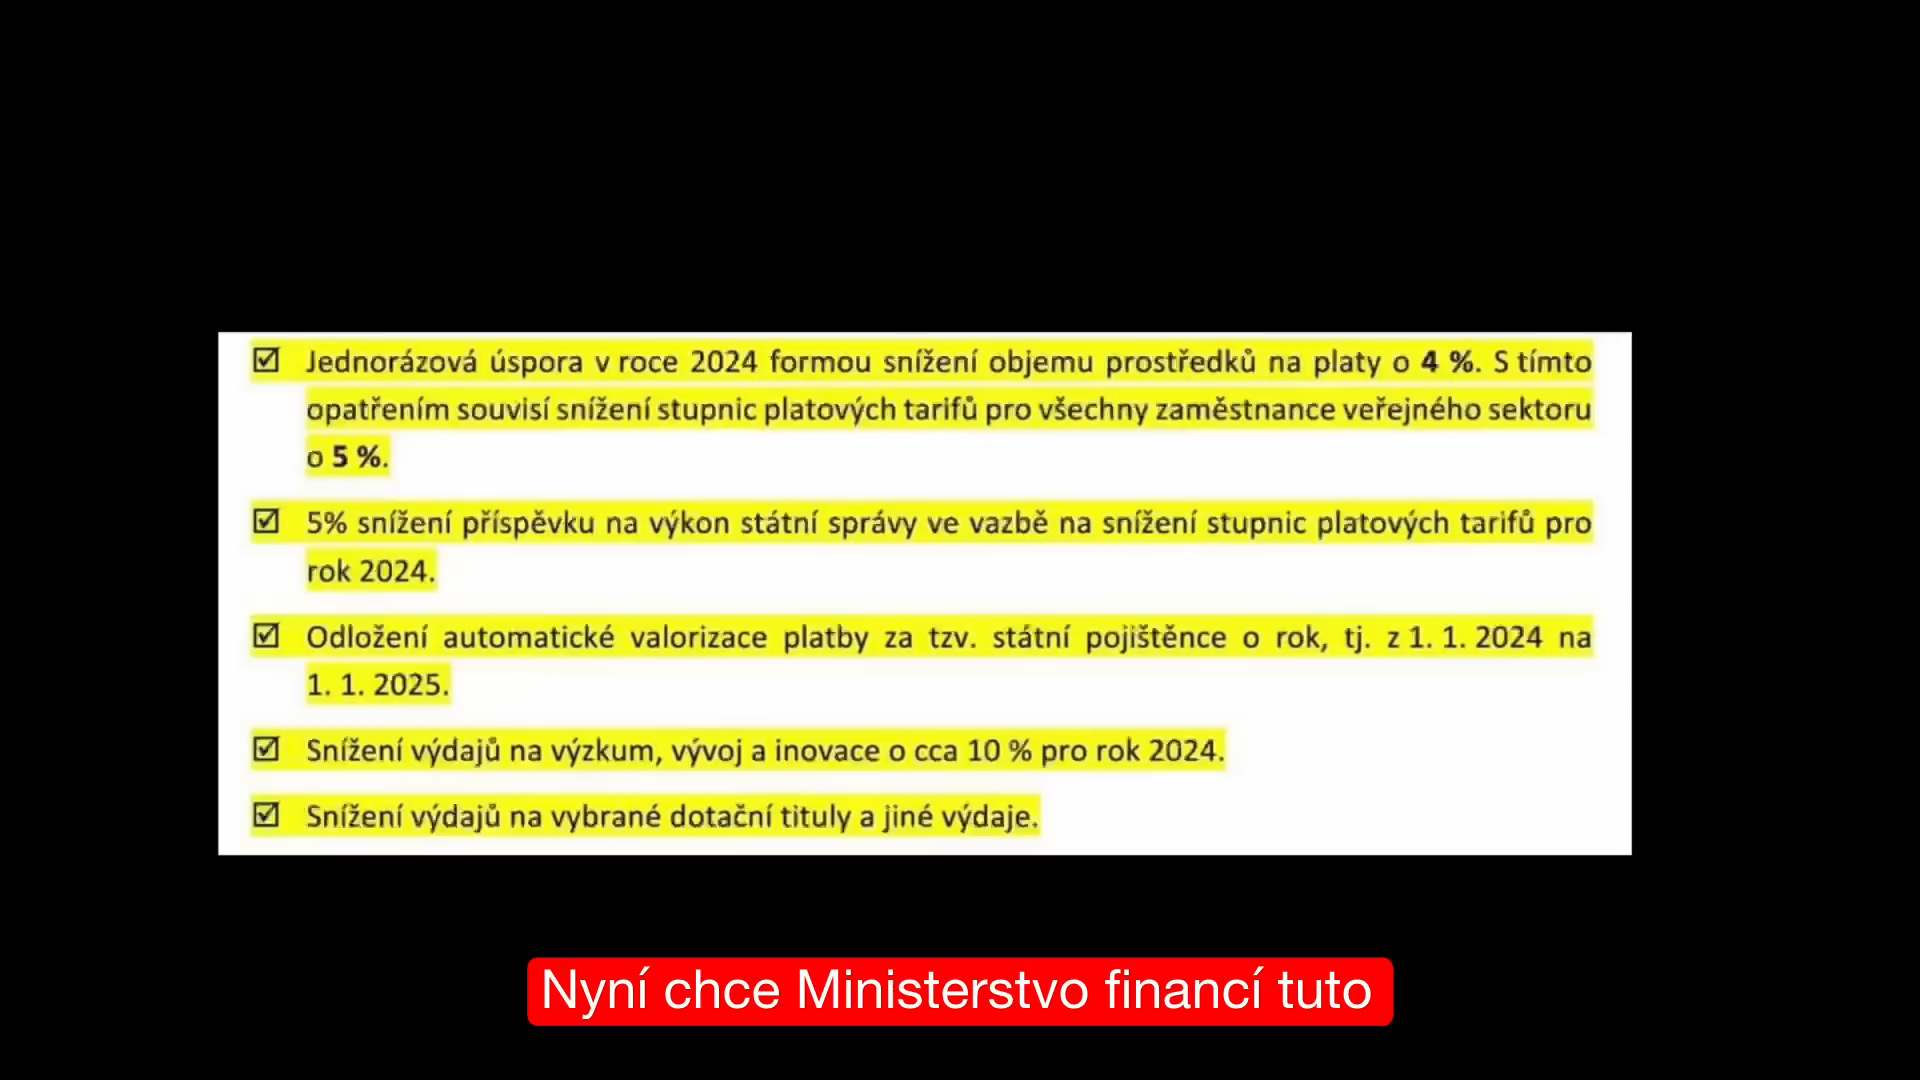 ☑ Jednorázová úspora v roce 2024 formou snížení objemu prostředků na platy o 4 %. S tímto
opatřením souvisí snížení stupnic platových tarifů pro všechny zaměstnance veřejného sektoru
o 5 %.
☑ 5% snížení příspěvku na výkon státní správy ve vazbě na snížení stupnic platových tarifů pro
rok 2024.
☑ Odložení automatické valorizace platby za tzv. státní pojištěnce o rok, tj. z 1. 1. 2024 na
1. 1. 2025.
☑ Snížení výdajů na výzkum, vývoj a inovace o cca 10 % pro rok 2024.
☑ Snížení výdajů na vybrané dotační tituly a jiné výdaje.
Nyní chce Ministerstvo financí tuto